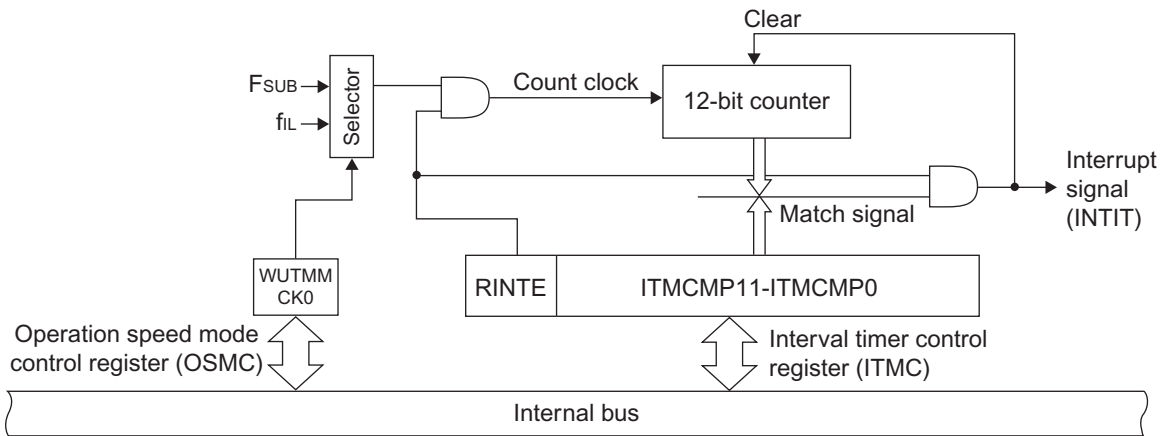 Clear
FSUB
fIL
Selector
Count clock
12-bit counter
Interrupt
signal
(INTIT)
Match signal
WUTMM
CK0
RINTE
ITMCMP11-ITMCMP0
Operation speed mode
control register (OSMC)
Interval timer control
register (ITMC)
Internal bus